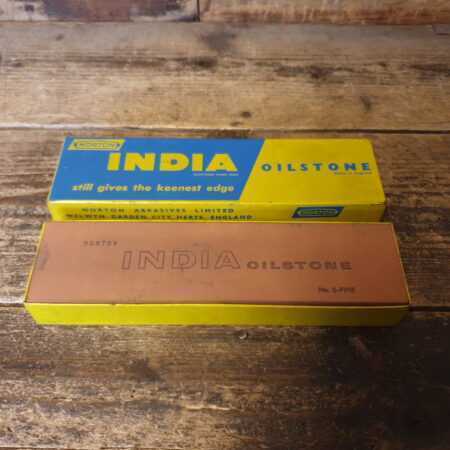 NORTON
INDIA
OILSTONE
still gives the keenest edge
NORTON ABRASIVES LIMITED
WELWYN GARDEN CITY, HERTS, ENGLAND
NORTON
NORTON
INDIA OILSTONE